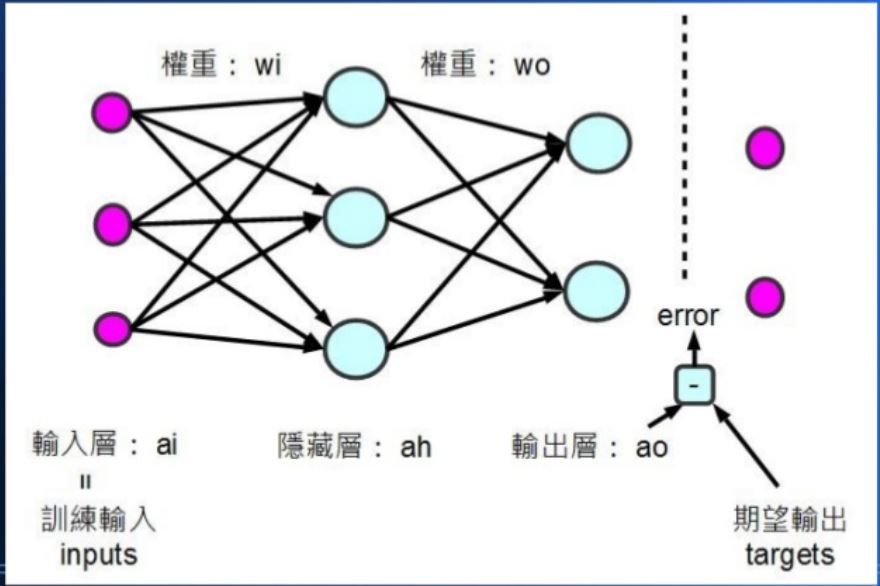 權重： wi
權重： wo
error
-
輸入層： ai
隱藏層： ah
輸出層： ao
=
訓練輸入
inputs
期望輸出
targets